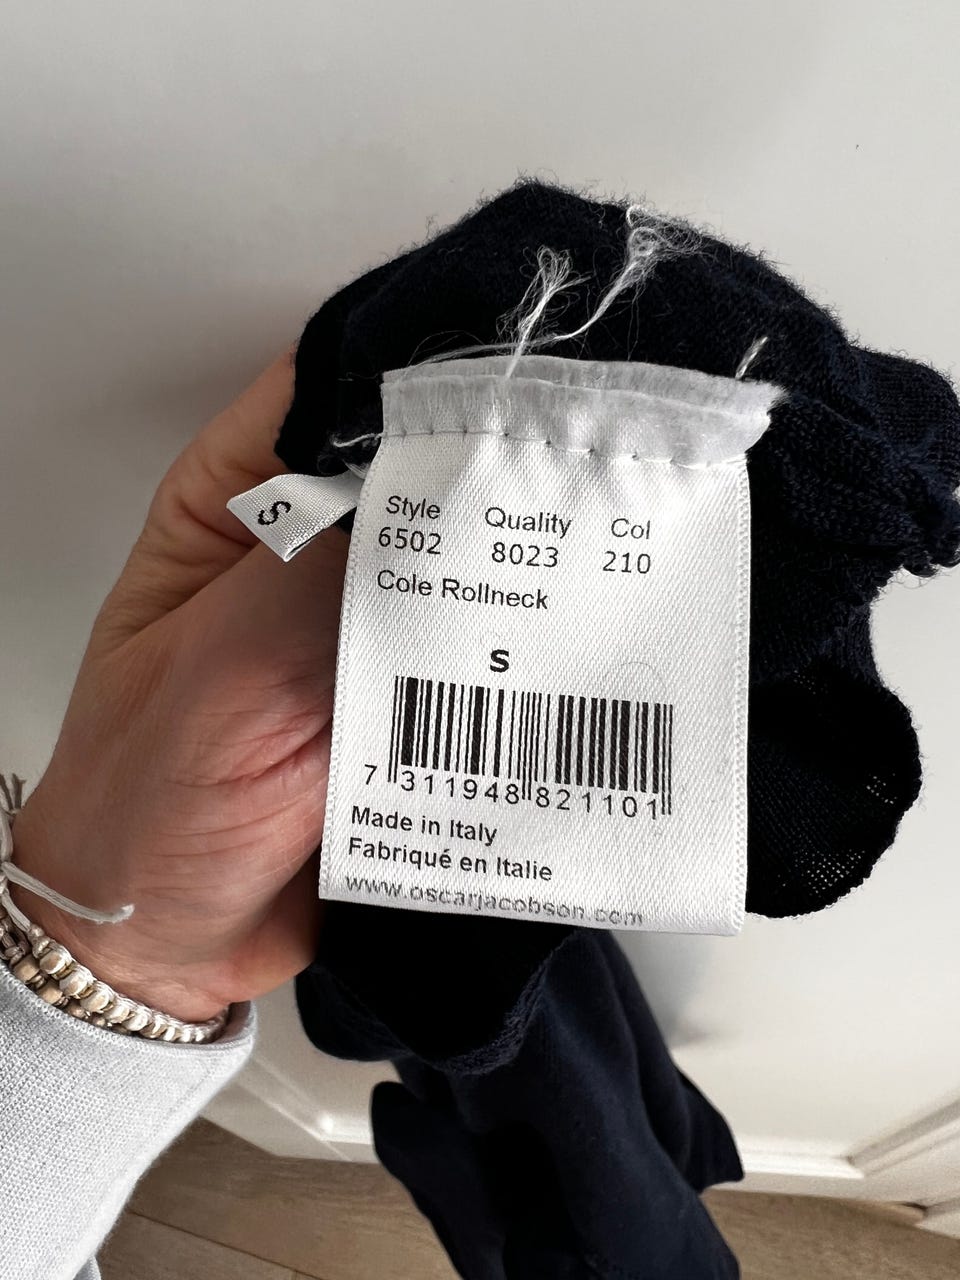 S
Style Quality Col
6502 8023 210
Cole Rollneck
S
7 311948 821101
Made in Italy
Fabriqué en Italie
www.oscarjacobson.com